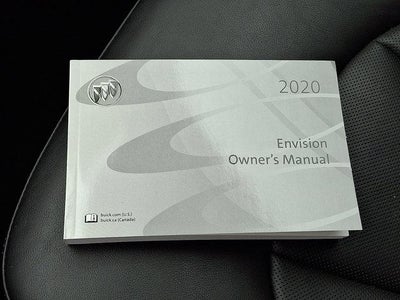 2020
Envision
Owner's Manual
buick.com (U.S.)
buick.ca (Canada)